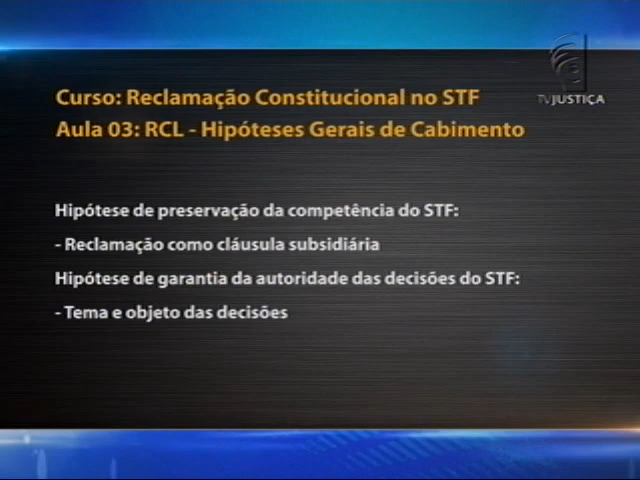 TV JUSTIÇA
Curso: Reclamação Constitucional no STF
Aula 03: RCL - Hipóteses Gerais de Cabimento
Hipótese de preservação da competência do STF:
- Reclamação como cláusula subsidiária
Hipótese de garantia da autoridade das decisões do STF:
- Tema e objeto das decisões